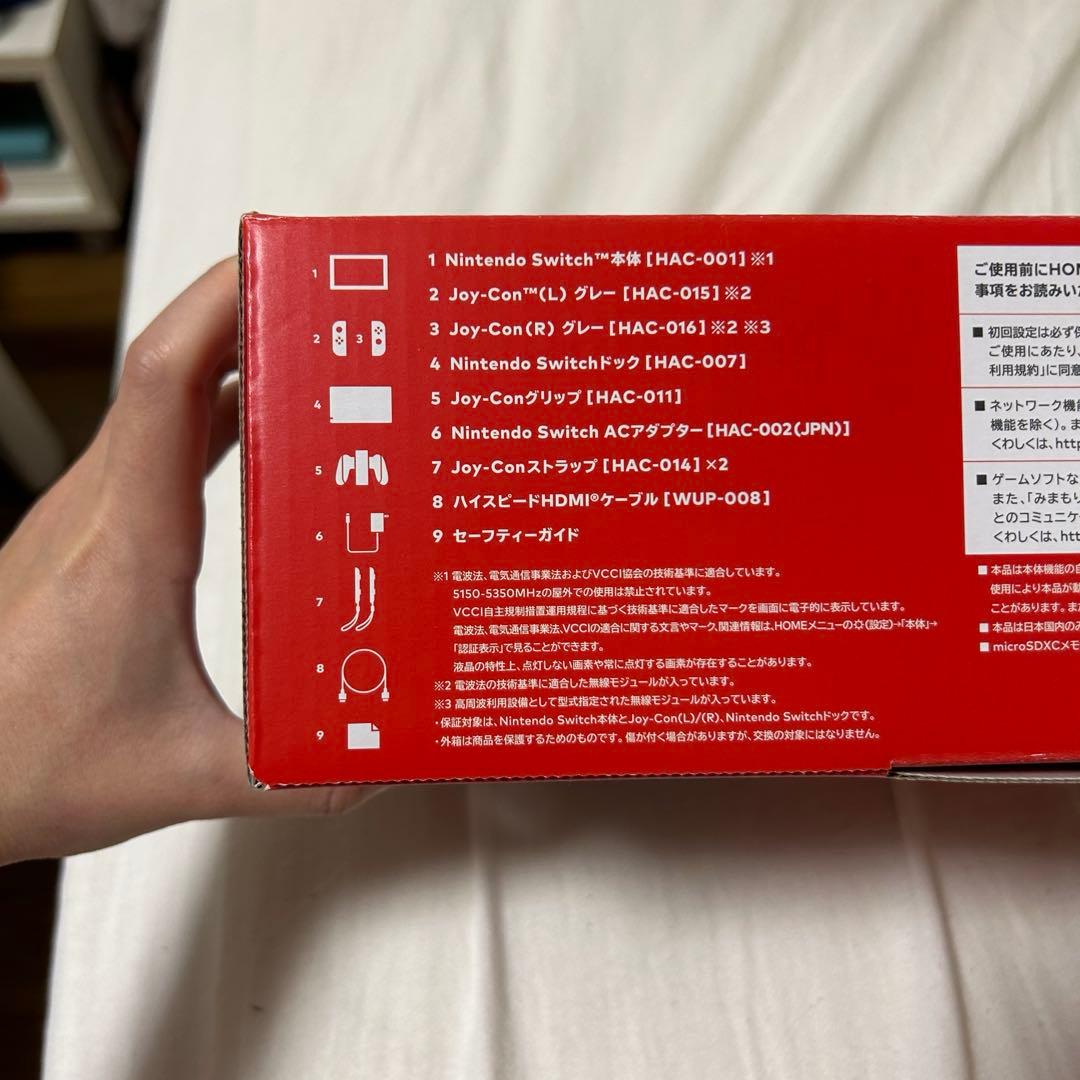 1 Nintendo Switch™本体 [HAC-001] ※1
2 Joy-Con™(L) グレー [HAC-015] ※2
3 Joy-Con(R) グレー [HAC-016] ※2 ※3
4 Nintendo Switchドック [HAC-007]
5 Joy-Conグリップ [HAC-011]
6 Nintendo Switch ACアダプター [HAC-002(JPN)]
7 Joy-Conストラップ [HAC-014] ×2
8 ハイスピードHDMI®ケーブル [WUP-008]
9 セーフティーガイド
※1 電波法、電気通信事業法およびVCCI協会の技術基準に適合しています。
5150-5350MHzの屋外での使用は禁止されています。
VCCI自主規制措置運用規程に基づく技術基準に適合したマークを画面に電子的に表示しています。
電波法、電気通信事業法、VCCIの適合に関する文言やマーク、関連情報は、HOMEメニューの(設定)→「本体」→
「認証表示」で見ることができます。
液晶の特性上、点灯しない画素や常に点灯する画素が存在することがあります。
※2 電波法の技術基準に適合した無線モジュールが入っています。
※3 高周波利用設備として型式指定された無線モジュールが入っています。
・保証対象は、Nintendo Switch本体とJoy-Con(L)/(R)、Nintendo Switchドックです。
・外箱は商品を保護するためのものです。傷が付く場合がありますが、交換の対象にはなりません。
1
2 3
4
5
6
7
8
9
ご使用前にHOM
事項をお読みいた
■ 初回設定は必ず保
ご使用にあたり、
利用規約」に同意
■ ネットワーク機能
機能を除く)。ま
くわしくは、http
■ ゲームソフトな
また、「みまもり
とのコミュニケー
くわしくは、htt
■ 本品は本体機能の自
使用により本品が動
ことがあります。また
■ 本品は日本国内のみ
■ microSDXCメモ